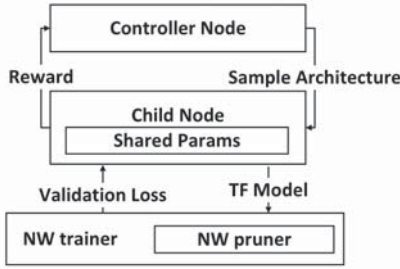 Controller Node
Reward
Sample Architecture
Child Node
Shared Params
Validation Loss
TF Model
NW trainer
NW pruner